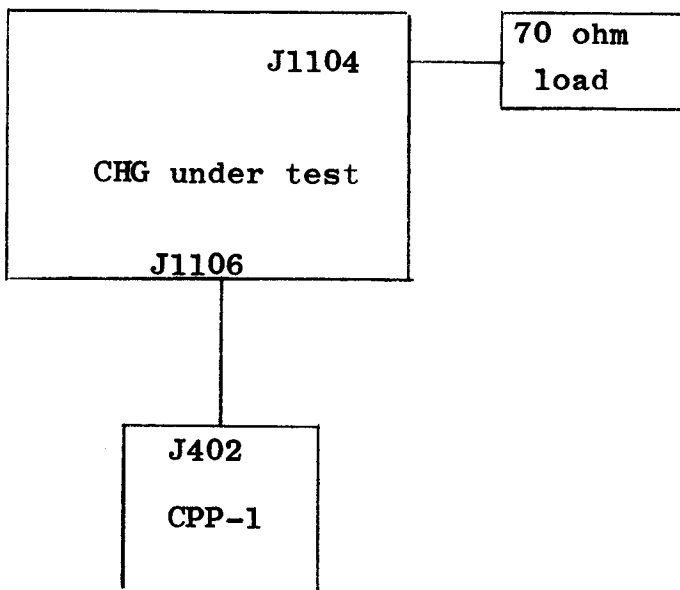 70 ohm
load
J1104
CHG under test
J1106
J402
CPP-1